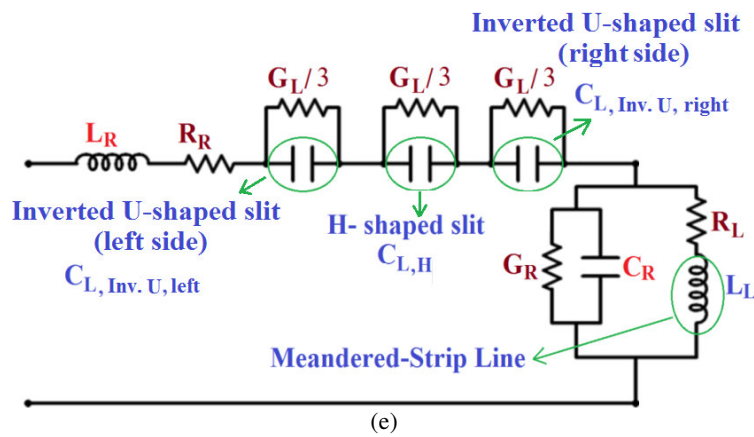 Inverted U-shaped slit
(right side)
G_L/3
G_L/3
G_L/3
C_L, Inv. U, right
L_R
R_R
Inverted U-shaped slit
(left side)
C_L, Inv. U, left
H- shaped slit
C_L,H
R_L
G_R
C_R
L_L
Meandered-Strip Line
(e)